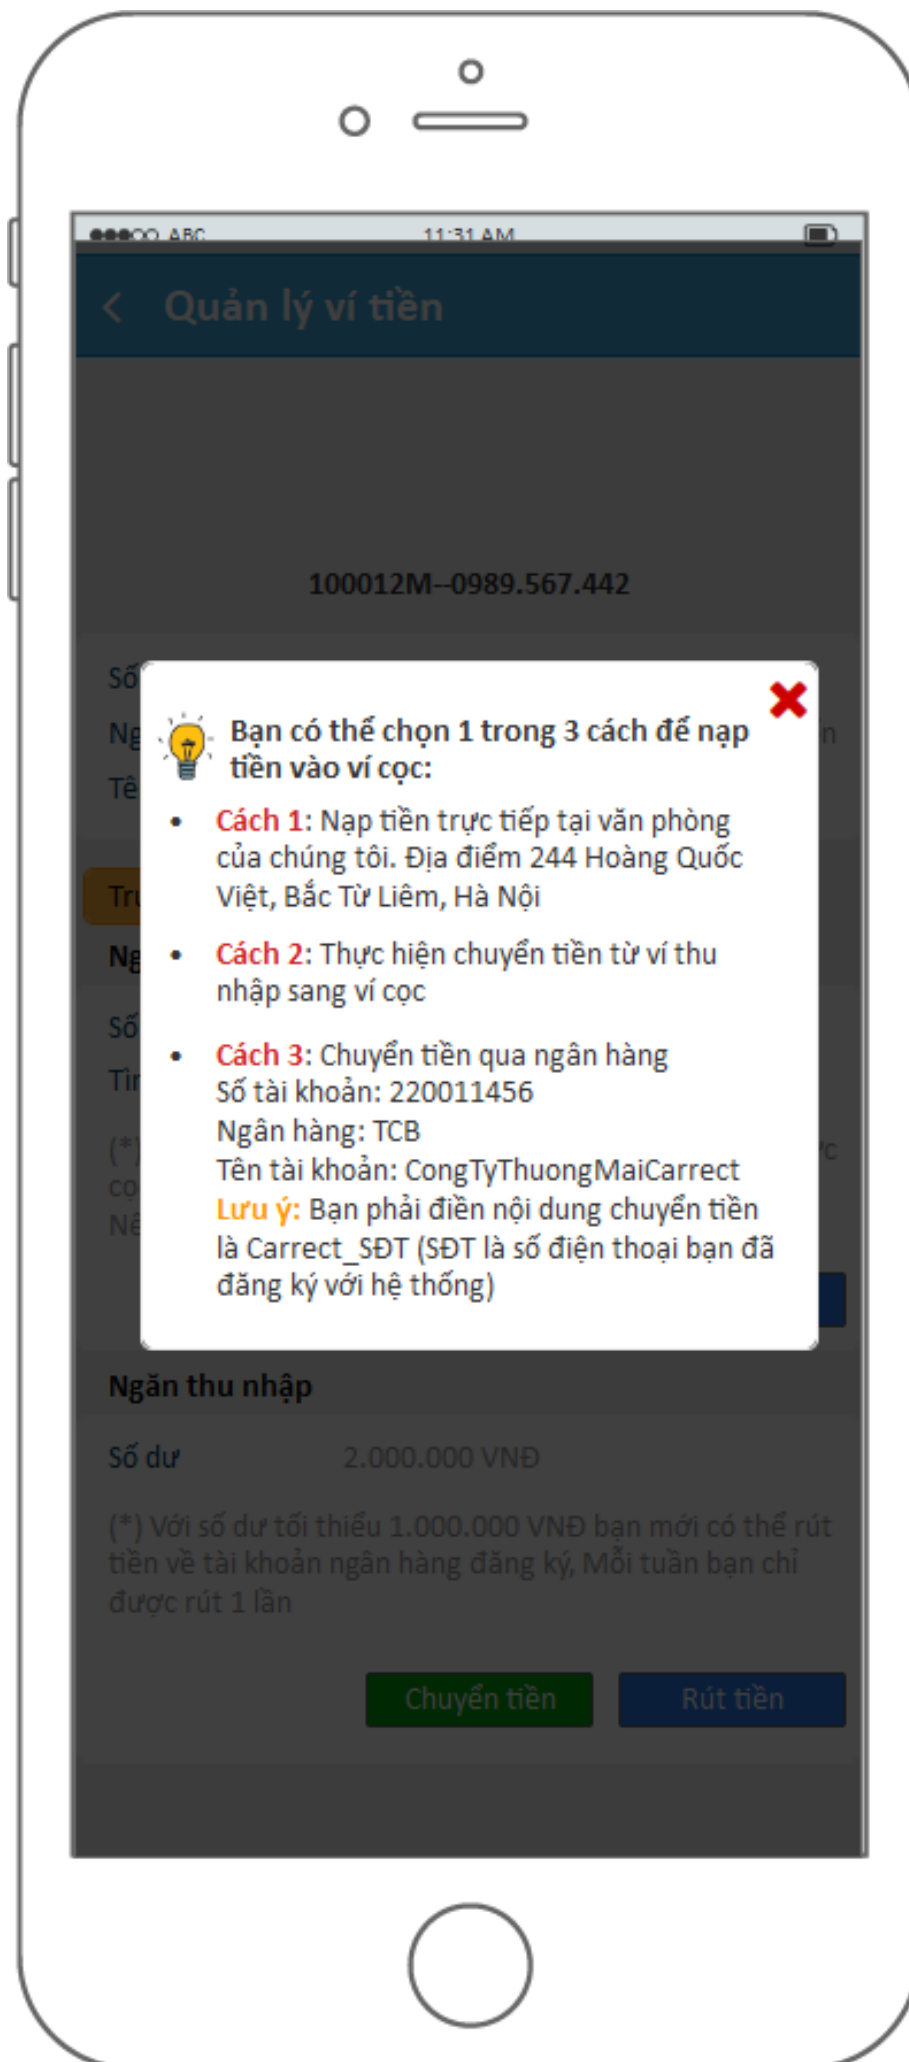 ABC
11:31 AM
Quản lý ví tiền
100012M--0989.567.442
Số
Bạn có thể chọn 1 trong 3 cách để nạp
tiền vào ví cọc:
Cách 1: Nạp tiền trực tiếp tại văn phòng
của chúng tôi. Địa điểm 244 Hoàng Quốc
Việt, Bắc Từ Liêm, Hà Nội
Cách 2: Thực hiện chuyển tiền từ ví thu
nhập sang ví cọc
Số
Cách 3: Chuyển tiền qua ngân hàng
Số tài khoản: 220011456
Ngân hàng: TCB
(*)
Tên tài khoản: CongTyThuongMaiCarrect
Lưu ý: Bạn phải điền nội dung chuyển tiền
là Carrect_SĐT (SĐT là số điện thoại bạn đã
đăng ký với hệ thống)
Ngăn thu nhập
Số dư 2.000.000 VNĐ
(*) Với số dư tối thiểu 1.000.000 VNĐ bạn mới có thể rút
tiền về tài khoản ngân hàng đăng ký, Mỗi tuần bạn chỉ
được rút 1 lần
Chuyển tiền Rút tiền